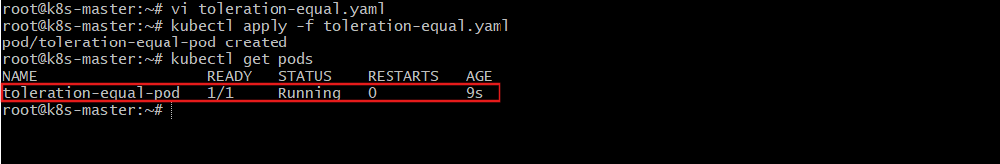 root@k8s-master:~# vi toleration-equal.yaml
root@k8s-master:~# kubectl apply -f toleration-equal.yaml
pod/toleration-equal-pod created
root@k8s-master:~# kubectl get pods
NAME READY STATUS RESTARTS AGE
toleration-equal-pod 1/1 Running 0 9s
root@k8s-master:~#